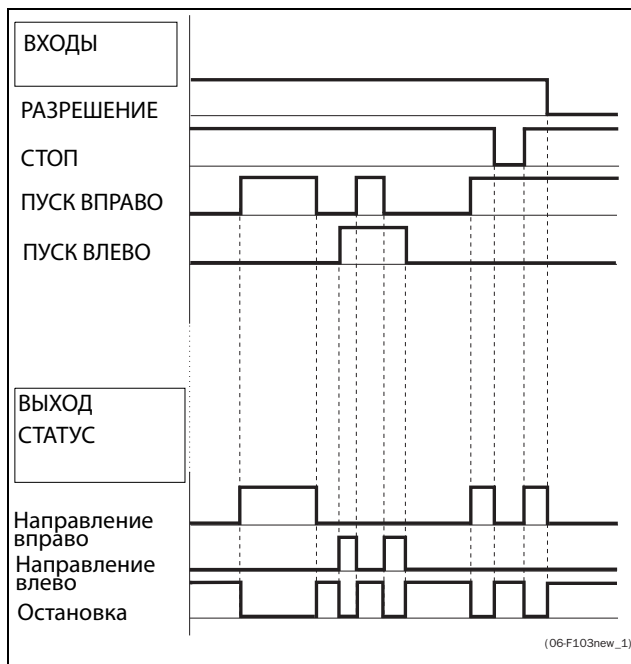 ВХОДЫ
РАЗРЕШЕНИЕ
СТОП
ПУСК ВПРАВО
ПУСК ВЛЕВО
ВЫХОД
СТАТУС
Направление
вправо
Направление
влево
Остановка
(06-F103new_1)